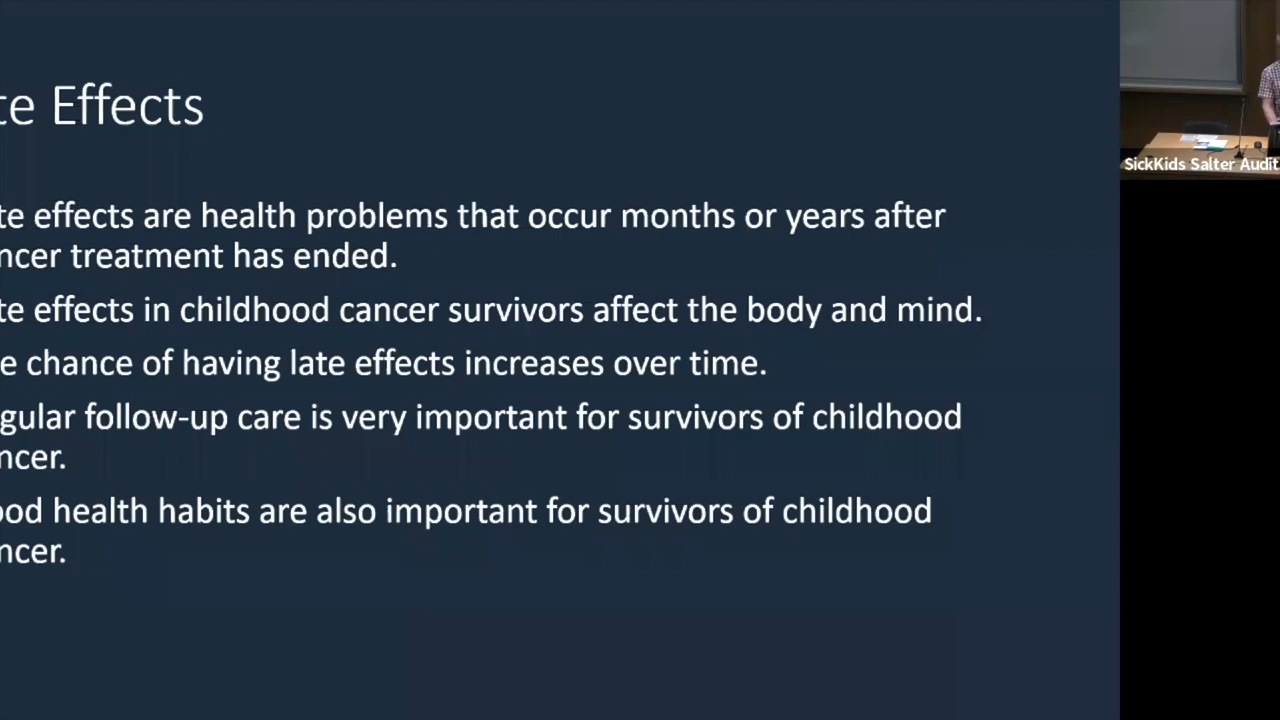 te Effects
te effects are health problems that occur months or years after
ncer treatment has ended.
te effects in childhood cancer survivors affect the body and mind.
e chance of having late effects increases over time.
gular follow-up care is very important for survivors of childhood
ncer.
ood health habits are also important for survivors of childhood
ncer.
SickKids Salter Audit